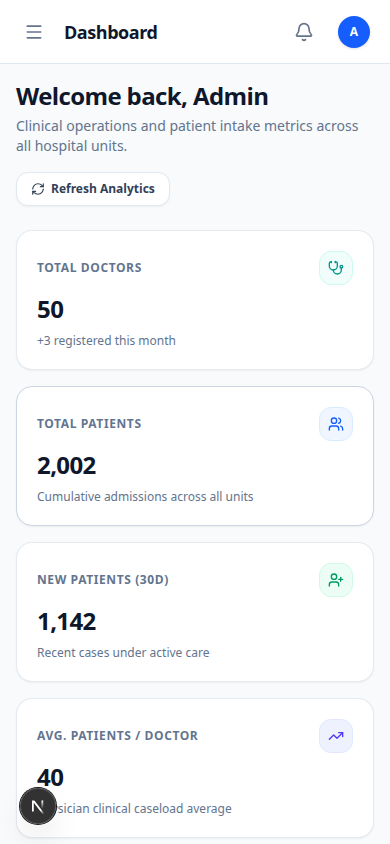 Dashboard
A
Welcome back, Admin
Clinical operations and patient intake metrics across
all hospital units.
Refresh Analytics
TOTAL DOCTORS
50
+3 registered this month
TOTAL PATIENTS
2,002
Cumulative admissions across all units
NEW PATIENTS (30D)
1,142
Recent cases under active care
AVG. PATIENTS / DOCTOR
40
N
sician clinical caseload average